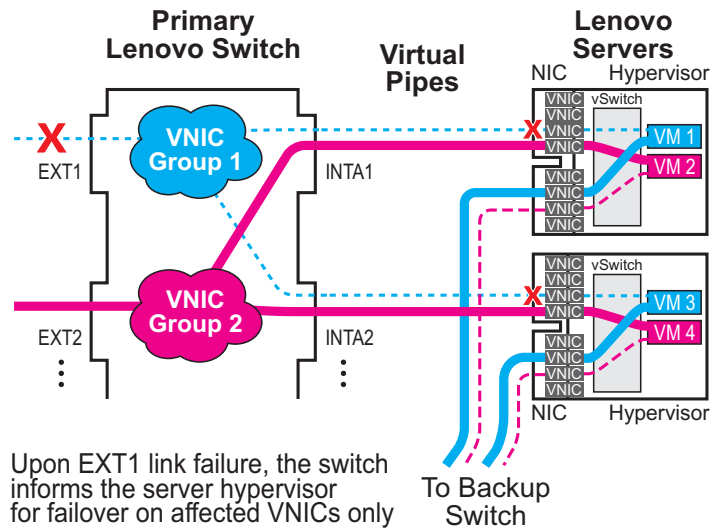 Primary
Lenovo Switch
Virtual
Pipes
Lenovo
Servers
NIC
Hypervisor
VNIC
VNIC
VNIC
VNIC
vSwitch
VM 1
VM 2
VNIC
VNIC
VNIC
VNIC
X
EXT1
VNIC
Group 1
INTA1
X
VNIC
Group 2
EXT2
INTA2
X
VNIC
VNIC
VNIC
VNIC
vSwitch
VM 3
VM 4
VNIC
VNIC
VNIC
VNIC
NIC
Hypervisor
Upon EXT1 link failure, the switch
informs the server hypervisor
for failover on affected VNICs only
To Backup
Switch